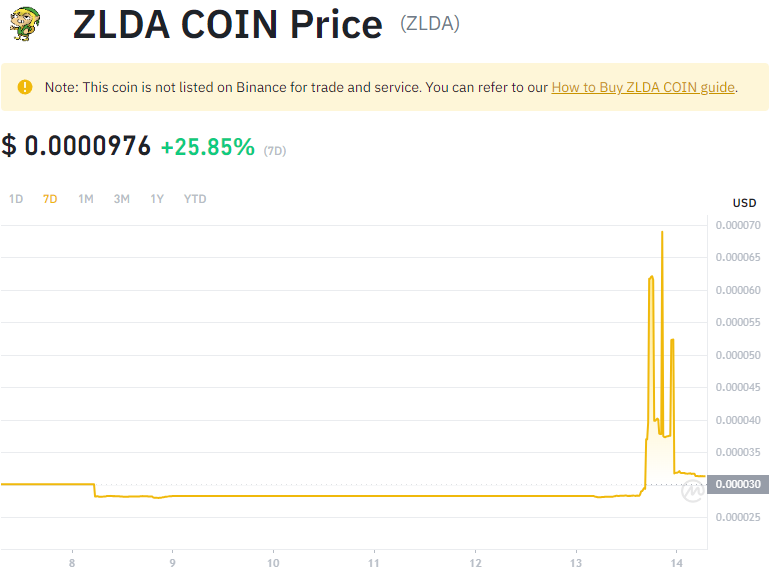 ZLDA COIN Price (ZLDA)
Note: This coin is not listed on Binance for trade and service. You can refer to our How to Buy ZLDA COIN guide.
$ 0.0000976 +25.85% (7D)
1D 7D 1M 3M 1Y YTD
USD
0.000070
0.000065
0.000060
0.000055
0.000050
0.000045
0.000040
0.000035
0.000030
0.000025
8 9 10 11 12 13 14